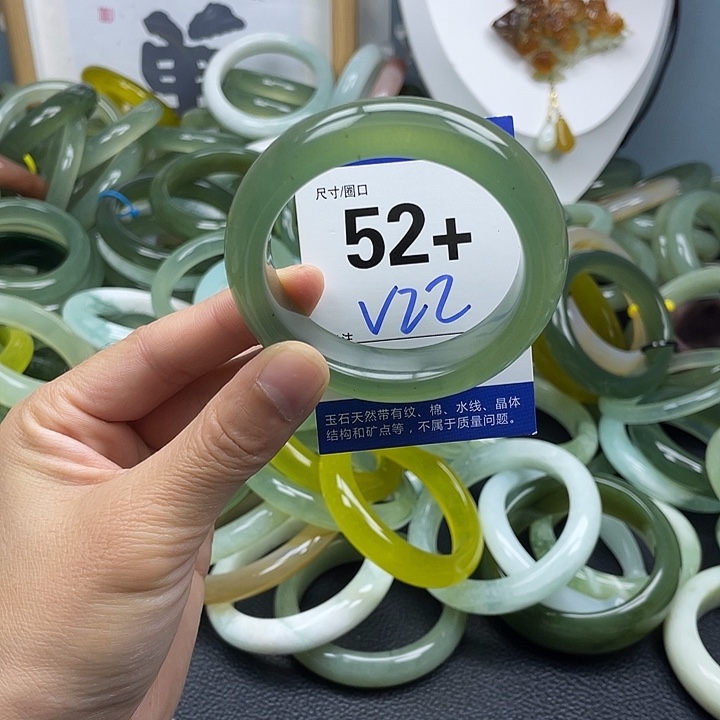 尺寸/圈口
52+
V22
注
玉石天然带有纹、棉、水线、晶体
结构和矿点等，不属于质量问题。